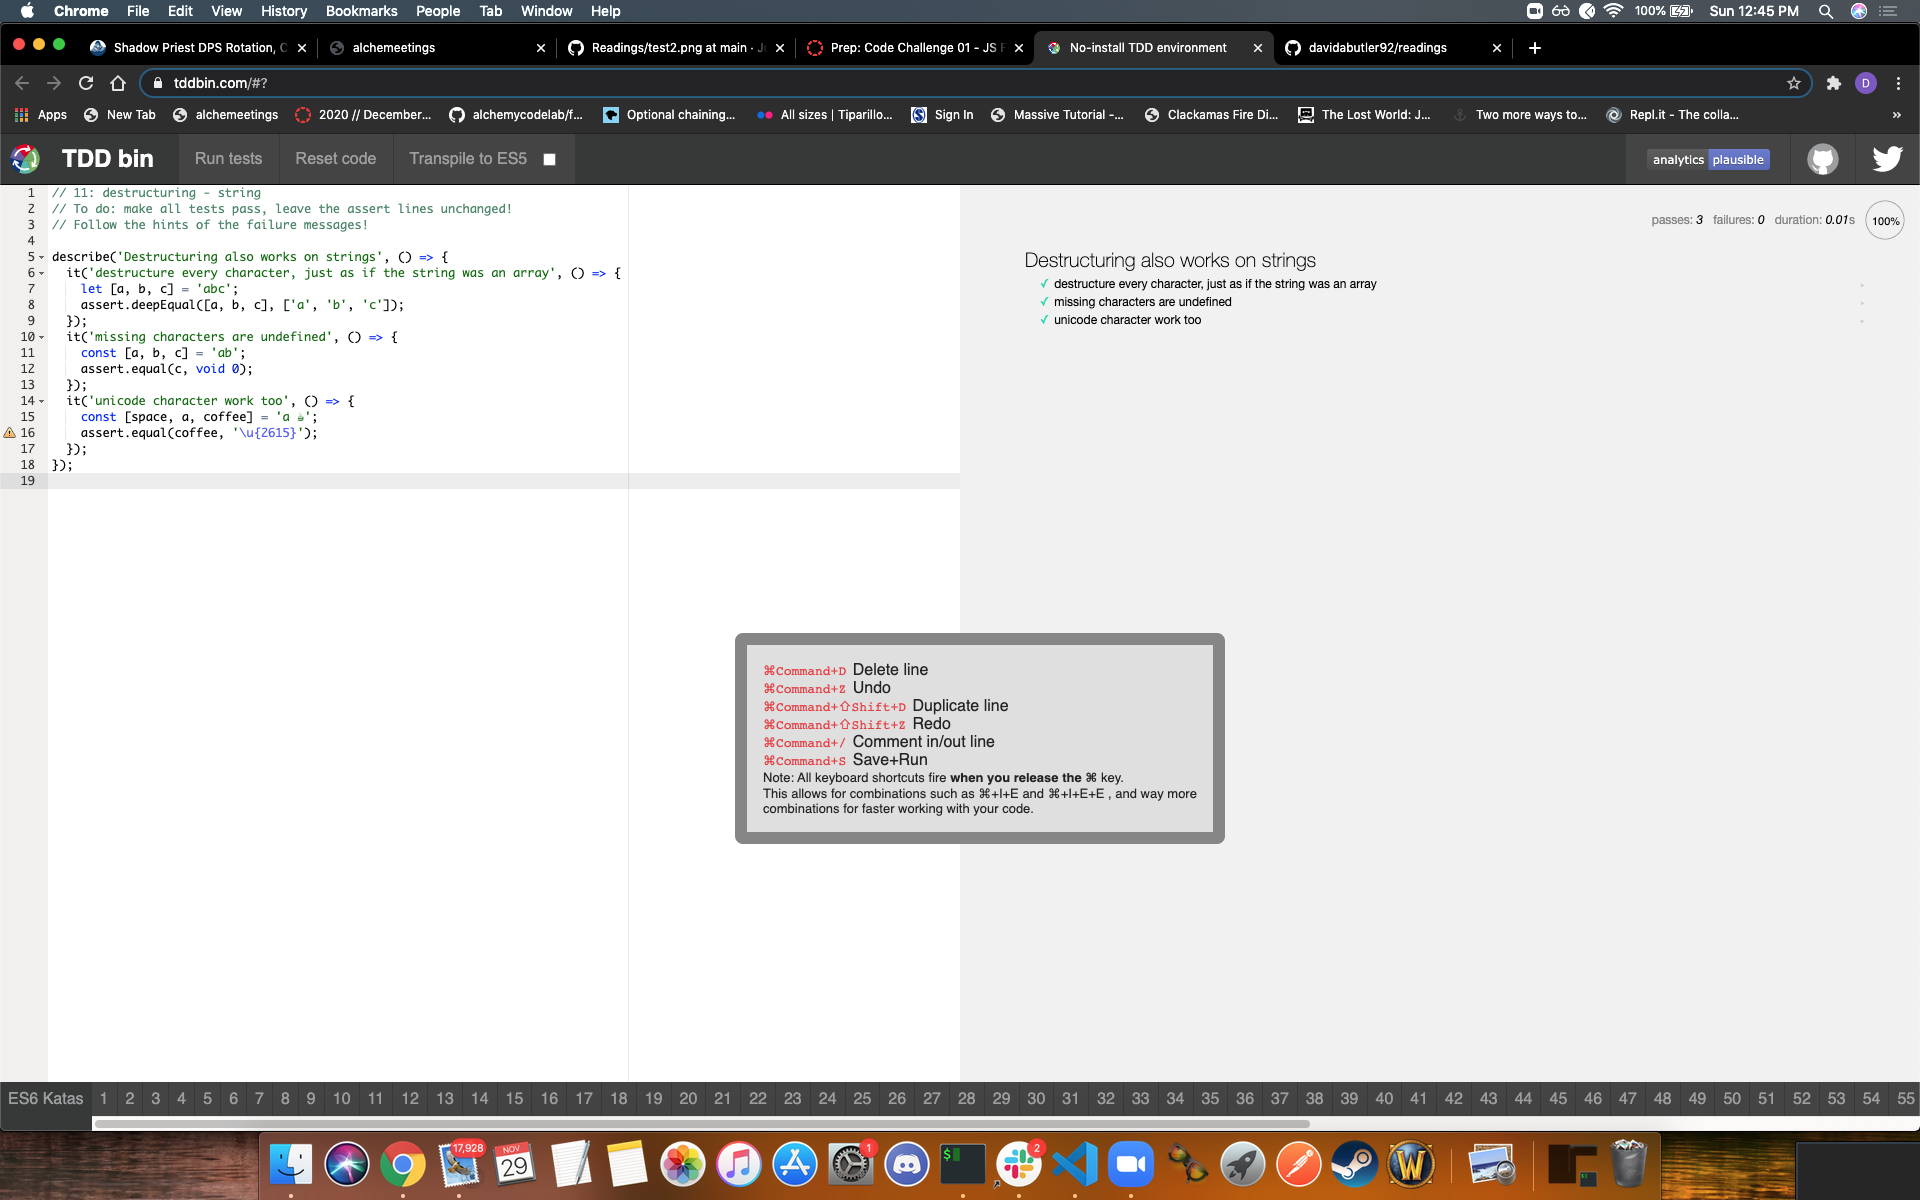 Chrome File Edit View History Bookmarks People Tab Window Help 100% Sun 12:45 PM
Shadow Priest DPS Rotation, C alchemeetings Readings/test2.png at main · Ju Prep: Code Challenge 01 - JS F No-install TDD environment davidabutler92/readings
tddbin.com/#? D
Apps New Tab alchemeetings 2020 // December... alchemycodelab/f... Optional chaining... All sizes | Tiparillo... Sign In Massive Tutorial -... Clackamas Fire Di... The Lost World: J... Two more ways to... Repl.it - The colla... »
TDD bin Run tests Reset code Transpile to ES5 analytics plausible
1 // 11: destructuring - string
2 // To do: make all tests pass, leave the assert lines unchanged!
3 // Follow the hints of the failure messages!
4
5 describe('Destructuring also works on strings', () => {
6 it('destructure every character, just as if the string was an array', () => {
7 let [a, b, c] = 'abc';
8 assert.deepEqual([a, b, c], ['a', 'b', 'c']);
9 });
10 it('missing characters are undefined', () => {
11 const [a, b, c] = 'ab';
12 assert.equal(c, void 0);
13 });
14 it('unicode character work too', () => {
15 const [space, a, coffee] = 'a ☕';
16 assert.equal(coffee, '\u{2615}');
17 });
18 });
19
passes: 3 failures: 0 duration: 0.01s 100%
Destructuring also works on strings
✓ destructure every character, just as if the string was an array
✓ missing characters are undefined
✓ unicode character work too
⌘Command+D Delete line
⌘Command+Z Undo
⌘Command+⇧Shift+D Duplicate line
⌘Command+⇧Shift+Z Redo
⌘Command+/ Comment in/out line
⌘Command+S Save+Run
Note: All keyboard shortcuts fire when you release the ⌘ key.
This allows for combinations such as ⌘+I+E and ⌘+I+E+E , and way more
combinations for faster working with your code.
ES6 Katas 1 2 3 4 5 6 7 8 9 10 11 12 13 14 15 16 17 18 19 20 21 22 23 24 25 26 27 28 29 30 31 32 33 34 35 36 37 38 39 40 41 42 43 44 45 46 47 48 49 50 51 52 53 54 55
17,928 NOV 29 1 $ 2 W